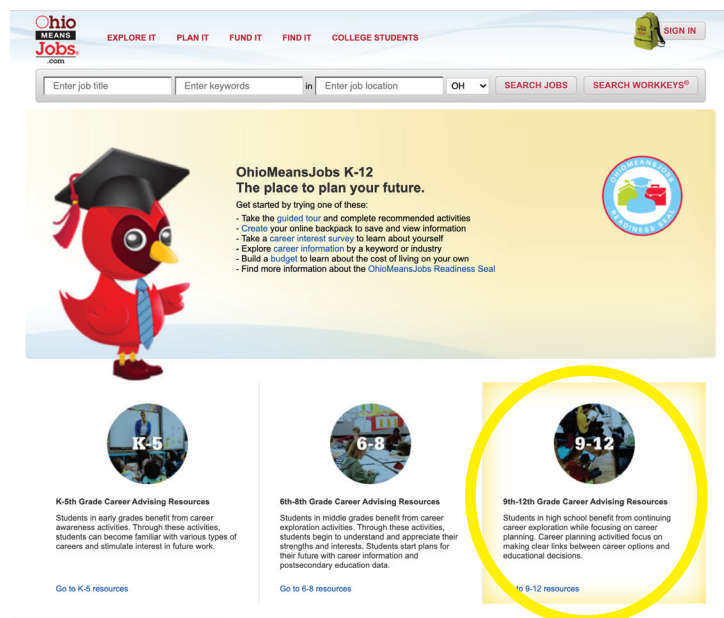 Ohio
MEANS
Jobs
.com
EXPLORE IT PLAN IT FUND IT FIND IT COLLEGE STUDENTS
SIGN IN
Enter job title Enter keywords in Enter job location OH SEARCH JOBS SEARCH WORKKEYS®
OhioMeansJobs K-12
The place to plan your future.
Get started by trying one of these:
- Take the guided tour and complete recommended activities
- Create your online backpack to save and view information
- Take a career interest survey to learn about yourself
- Explore career information by a keyword or industry
- Build a budget to learn about the cost of living on your own
- Find more information about the OhioMeansJobs Readiness Seal
OHIOMEANSJOBS
READINESS SEAL
K-5
K-5th Grade Career Advising Resources
Students in early grades benefit from career
awareness activities. Through these activities,
students can become familiar with various types of
careers and stimulate interest in future work.
Go to K-5 resources
6-8
6th-8th Grade Career Advising Resources
Students in middle grades benefit from career
exploration activities. Through these activities,
students begin to understand and appreciate their
strengths and interests. Students start plans for
their future with career information and
postsecondary education data.
Go to 6-8 resources
9-12
9th-12th Grade Career Advising Resources
Students in high school benefit from continuing
career exploration while focusing on career
planning. Career planning activitied focus on
making clear links between career options and
educational decisions.
to 9-12 resources